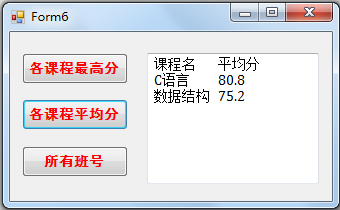 Form6
各课程最高分
各课程平均分
所有班号
课程名 平均分
C语言 80.8
数据结构 75.2